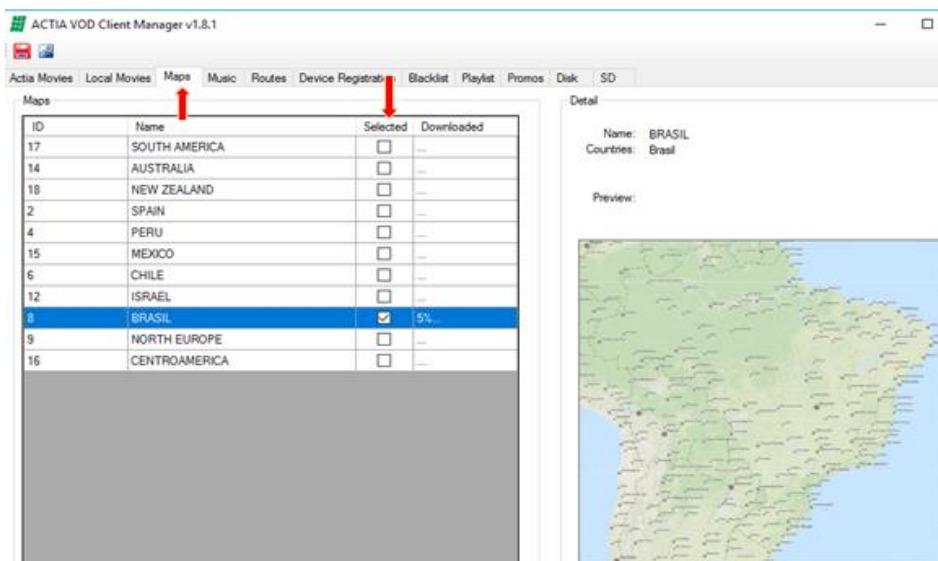 ACTIA VOD Client Manager v1.8.1
Actia Movies Local Movies Maps Music Routes Device Registration Blacklist Playlist Promos Disk SD
Maps
ID Name Selected Downloaded
17 SOUTH AMERICA ...
14 AUSTRALIA ...
18 NEW ZEALAND ...
2 SPAIN ...
4 PERU ...
15 MEXICO ...
6 CHILE ...
12 ISRAEL ...
8 BRASIL 5%...
9 NORTH EUROPE ...
16 CENTROAMERICA ...
Detail
Name: BRASIL
Countries: Brasil
Preview: